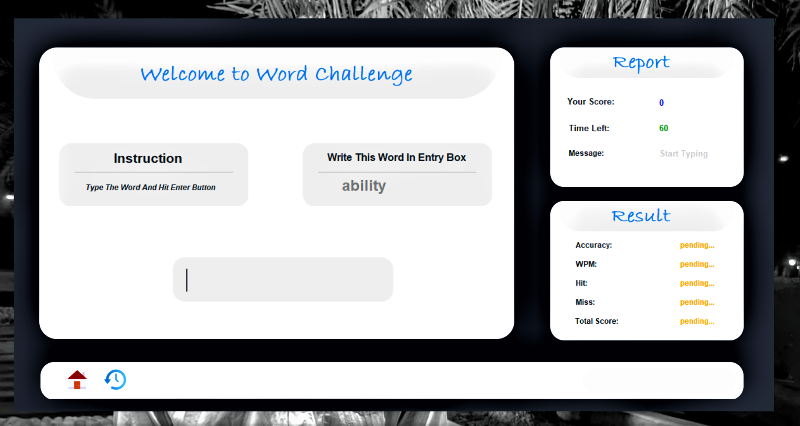 Welcome to Word Challenge
Instruction
Type The Word And Hit Enter Button
Write This Word In Entry Box
ability
Report
Your Score: 0
Time Left: 60
Message: Start Typing
Result
Accuracy: pending...
WPM: pending...
Hit: pending...
Miss: pending...
Total Score: pending...